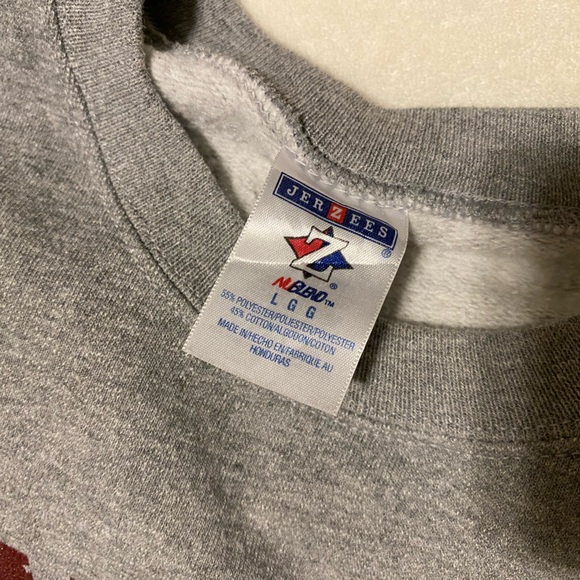 JERZEES®
Z®
NUBLEND™
L G G
55% POLYESTER/POLIESTER/POLYESTER
45% COTTON/ALGODON/COTON
MADE IN/HECHO EN/FABRIQUE AU
HONDURAS